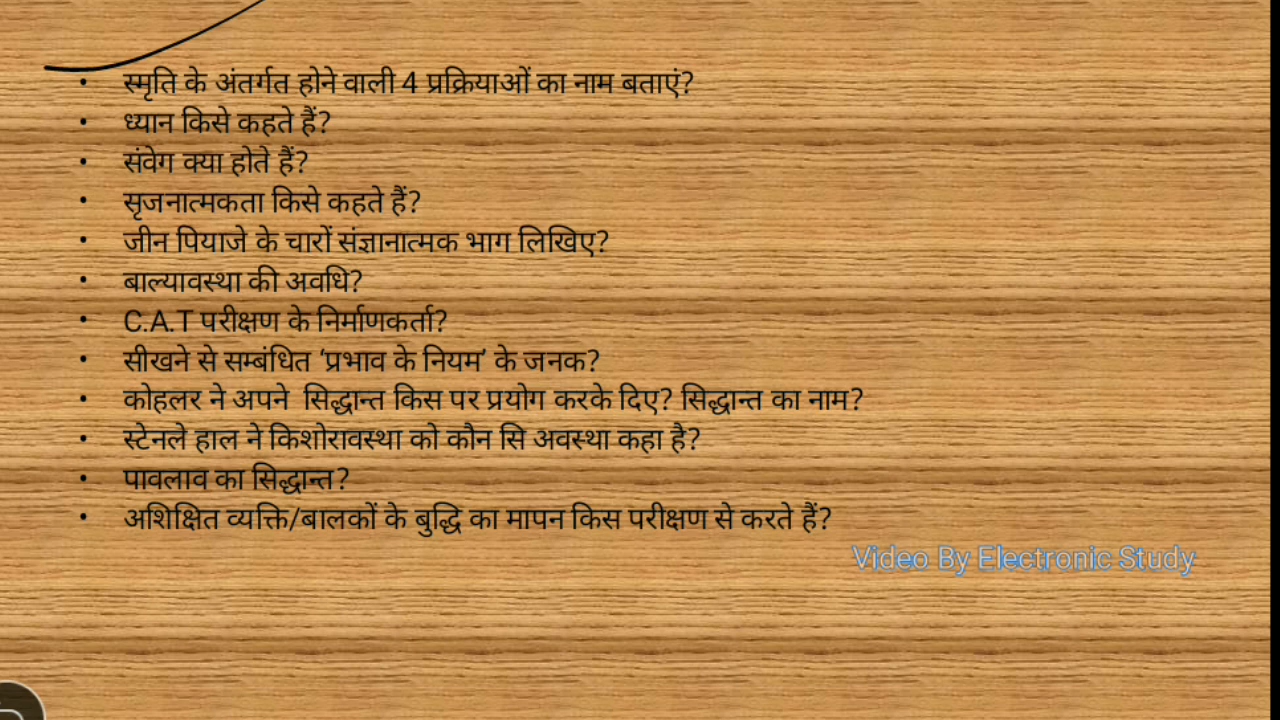 • स्मृति के अंतर्गत होने वाली 4 प्रक्रियाओं का नाम बताएं?
• ध्यान किसे कहते हैं?
• संवेग क्या होते हैं?
• सृजनात्मकता किसे कहते हैं?
• जीन पियाजे के चारों संज्ञानात्मक भाग लिखिए?
• बाल्यावस्था की अवधि?
• C.A.T परीक्षण के निर्माणकर्ता?
• सीखने से सम्बंधित ‘प्रभाव के नियम’ के जनक?
• कोहलर ने अपने सिद्धान्त किस पर प्रयोग करके दिए? सिद्धान्त का नाम?
• स्टेनले हाल ने किशोरावस्था को कौन सि अवस्था कहा है?
• पावलाव का सिद्धान्त?
• अशिक्षित व्यक्ति/बालकों के बुद्धि का मापन किस परीक्षण से करते हैं?
Video By Electronic Study